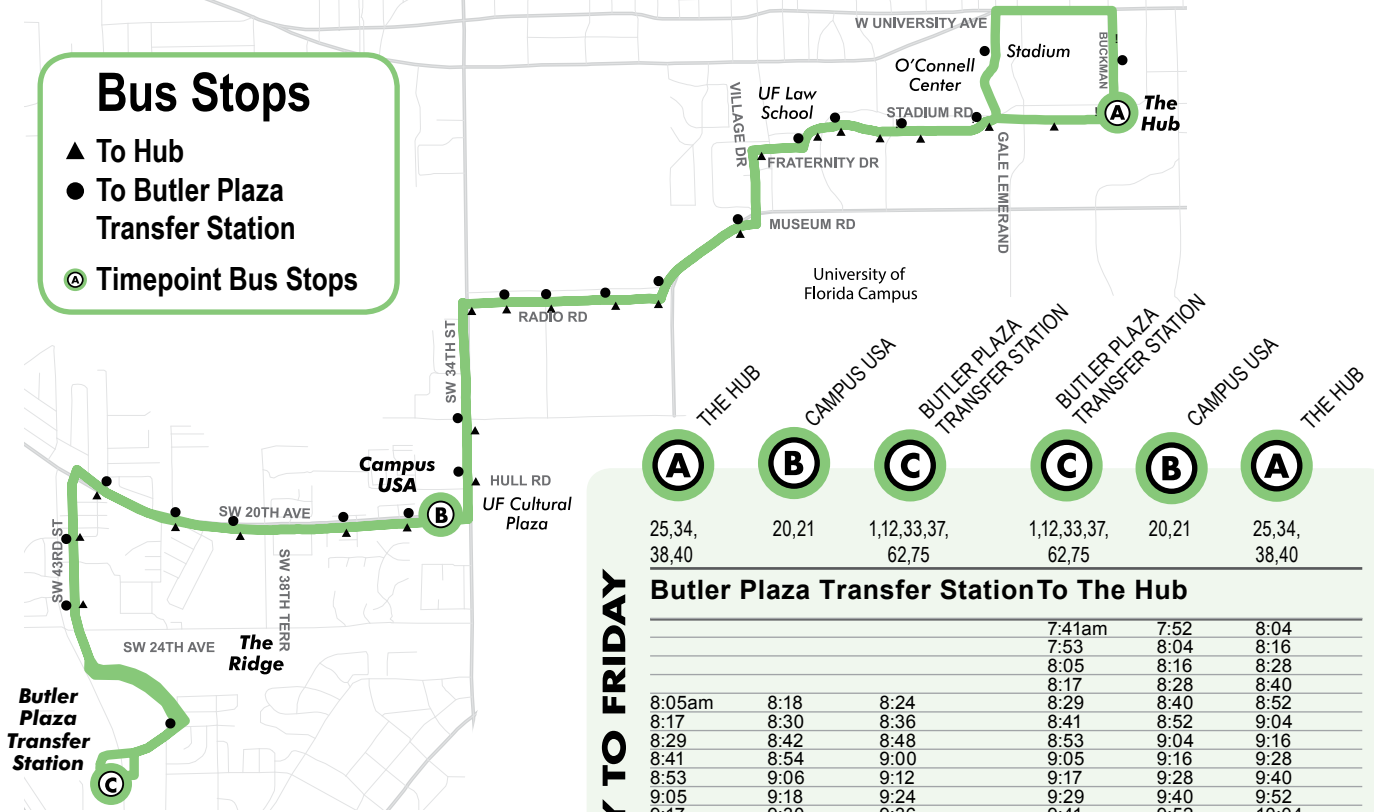 W UNIVERSITY AVE
Stadium
BUCKMAN
O'Connell
Center
The
Hub
A
STADIUM RD
UF Law
School
VILLAGE DR
FRATERNITY DR
GALE LEMERAND
MUSEUM RD
University of
Florida Campus
Bus Stops
To Hub
To Butler Plaza
Transfer Station
A Timepoint Bus Stops
RADIO RD
SW 34TH ST
Campus
USA
B
HULL RD
UF Cultural
Plaza
SW 20TH AVE
SW 43RD ST
SW 38TH TERR
SW 24TH AVE
The
Ridge
Butler
Plaza
Transfer
Station
C
THE HUB
CAMPUS USA
BUTLER PLAZA
TRANSFER STATION
BUTLER PLAZA
TRANSFER STATION
CAMPUS USA
THE HUB
A B C C B A
25,34, 20,21 1,12,33,37, 1,12,33,37, 20,21 25,34,
38,40 62,75 62,75 38,40
Butler Plaza Transfer Station To The Hub
Y TO FRIDAY
7:41am 7:52 8:04
7:53 8:04 8:16
8:05 8:16 8:28
8:17 8:28 8:40
8:05am 8:18 8:24 8:29 8:40 8:52
8:17 8:30 8:36 8:41 8:52 9:04
8:29 8:42 8:48 8:53 9:04 9:16
8:41 8:54 9:00 9:05 9:16 9:28
8:53 9:06 9:12 9:17 9:28 9:40
9:05 9:18 9:24 9:29 9:40 9:52